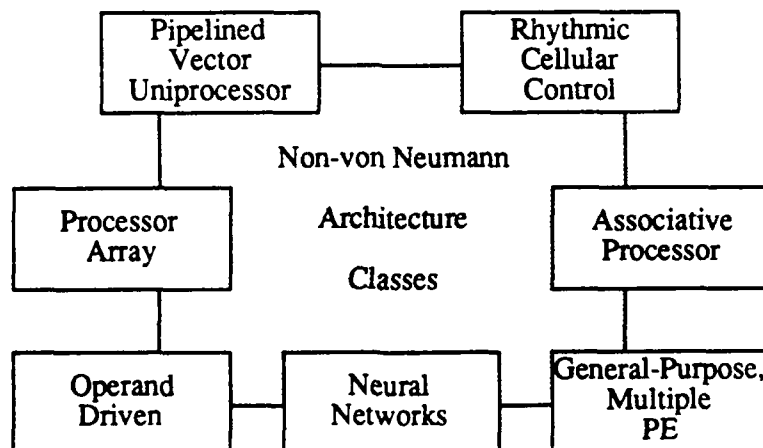 Pipelined
Vector
Uniprocessor
Rhythmic
Cellular
Control
Non-von Neumann
Architecture
Classes
Processor
Array
Associative
Processor
Operand
Driven
Neural
Networks
General-Purpose,
Multiple
PE